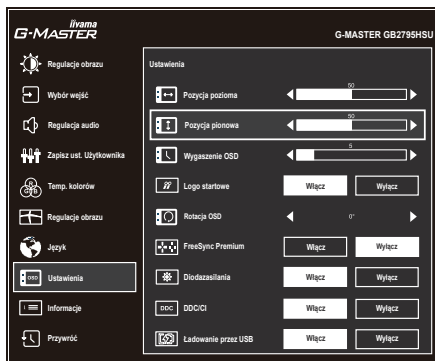 iiyama
G-MASTER
G-MASTER GB2795HSU
Regulacje obrazu
Wybór wejść
Regulacja audio
Zapisz ust. Użytkownika
R G B
Temp. kolorów
Regulacje obrazu
Język
OSD
Ustawienia
Informacje
Przywróć
Ustawienia
Pozycja pozioma
50
Pozycja pionowa
50
Wygaszenie OSD
5
Logo startowe
Włącz
Wyłącz
Rotacja OSD
0°
FreeSync Premium
Włącz
Wyłącz
Diodazasilania
Włącz
Wyłącz
DDC
DDC/CI
Włącz
Wyłącz
Ładowanie przez USB
Włącz
Wyłącz